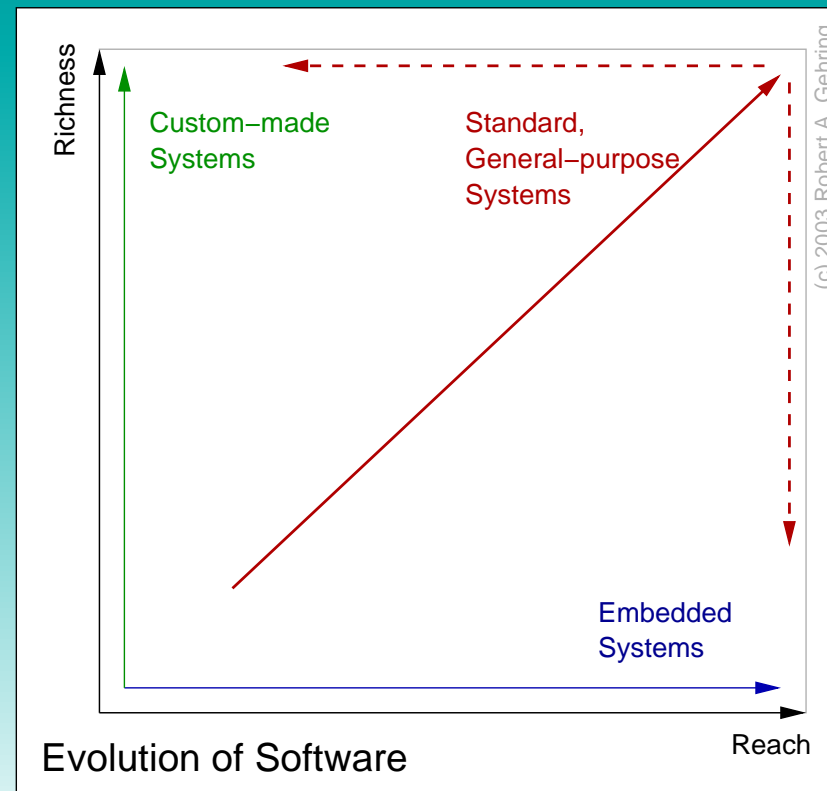 Richness
Custom−made
Systems
Standard,
General−purpose
Systems
(c) 2003 Robert A. Gehring
Embedded
Systems
Reach
Evolution of Software